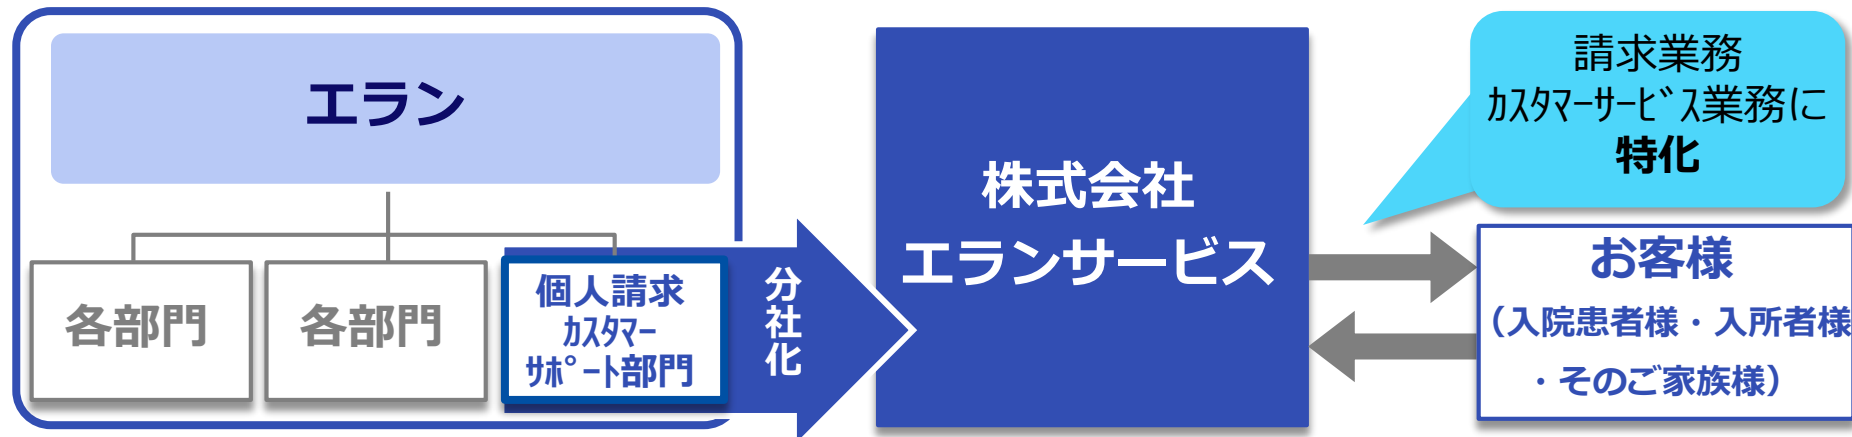 エラン
各部門
各部門
個人請求
ｶｽﾀﾏｰ
ｻﾎﾟｰﾄ部門
分社化
株式会社
エランサービス
請求業務
ｶｽﾀﾏｰｻｰﾋﾞｽ業務に
特化
お客様
（入院患者様・入所者様
・そのご家族様）